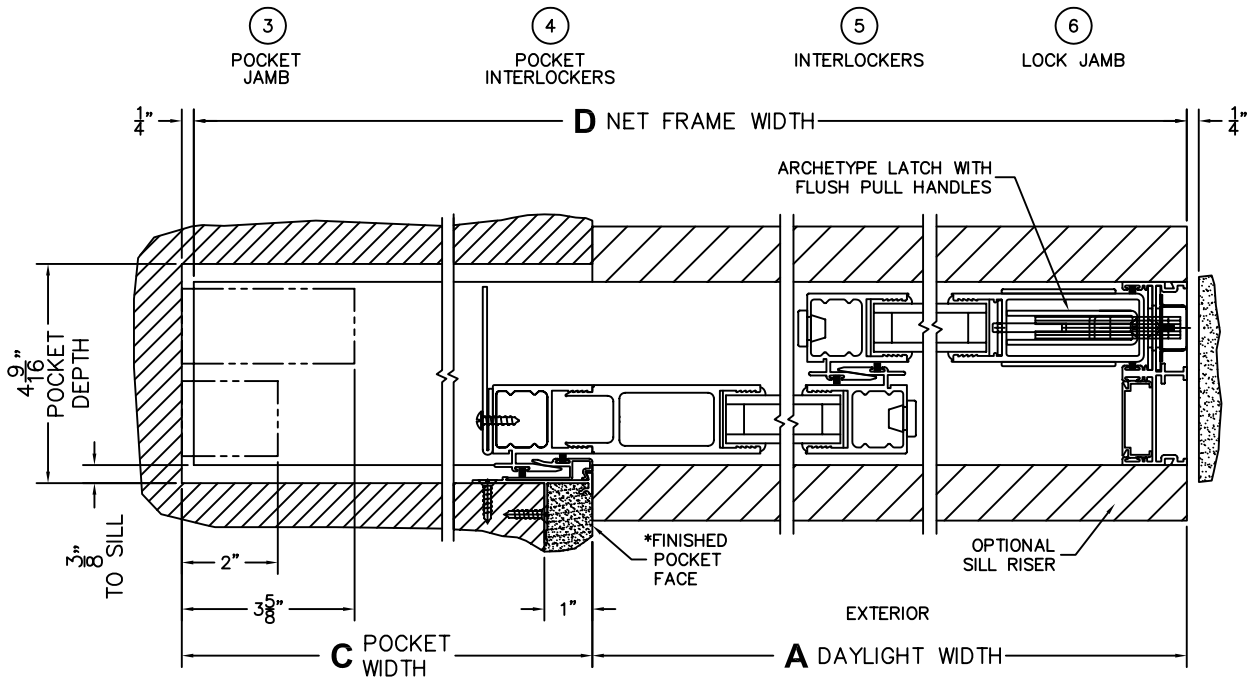 3
POCKET
JAMB
4
POCKET
INTERLOCKERS
5
INTERLOCKERS
6
LOCK JAMB
1/4"
D NET FRAME WIDTH
1/4"
ARCHETYPE LATCH WITH
FLUSH PULL HANDLES
4 9/16"
POCKET
DEPTH
3/8"
TO SILL
2"
3 5/8"
1"
*FINISHED
POCKET
FACE
OPTIONAL
SILL RISER
EXTERIOR
C POCKET
WIDTH
A DAYLIGHT WIDTH